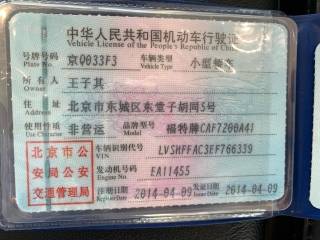 中华人民共和国机动车行驶证
Vehicle License of the People's Republic of China
号牌号码 京Q033F3 车辆类型 小型轿车
Plate No. Vehicle Type
所有人 王子其
Owner
住址 北京市东城区东堂子胡同5号
Address
使用性质 非营运 品牌型号 福特牌CAF7200A41
Use Character Model
北京市公安局公安交通管理局
车辆识别代号 LVSHFFAC3EF766339
VIN
发动机号码 EA11455
Engine No.
注册日期 2014-04-09 发证日期 2014-04-09
Register Date Issue Date